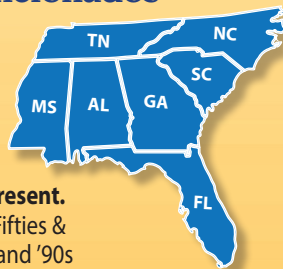 TN
NC
SC
MS
AL
GA
FL
resent.
ifties &
and ’90s